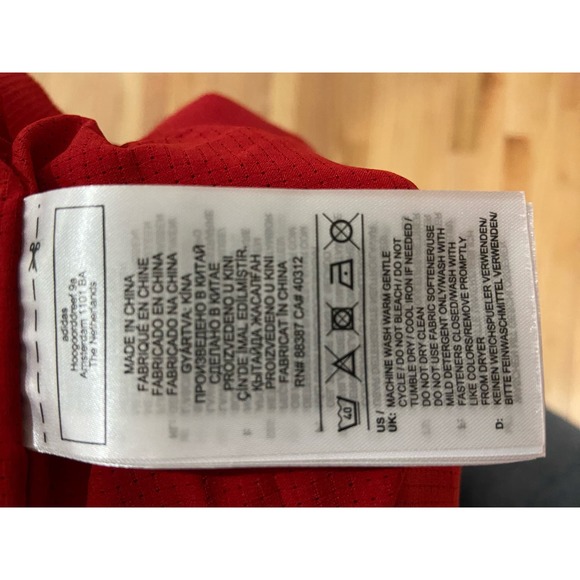 adidas
Hoogoorddreef 9a
Amsterdam 1101 BA
The Netherlands
MADE IN CHINA
FABRIQUÉ EN CHINE
FABRICADO EN CHINA
FABRICADO NA CHINA
GYÁRTVA: KÍNA
ПРОИЗВЕДЕНО В КИТАЙ
СДЕЛАНО В КИТАЕ
PROIZVEDENO U KINI
ÇİN'DE İMAL EDİLMİŞTİR.
ҚЫТАЙДА ЖАСАЛҒАН
PROIZVEDENO U KINI
FABRICAT ÎN CHINA
RN# 88387 CA# 40312
40
US /
UK: MACHINE WASH WARM GENTLE
CYCLE / DO NOT BLEACH / DO NOT
TUMBLE DRY / COOL IRON IF NEEDED /
DO NOT DRY CLEAN
DO NOT USE FABRIC SOFTENER/USE
MILD DETERGENT ONLY/WASH WITH
FASTENERS CLOSED/WASH WITH
LIKE COLORS/REMOVE PROMPTLY
FROM DRYER
D: KEINEN WEICHSPUELER VERWENDEN/
BITTE FEINWASCHMITTEL VERWENDEN/